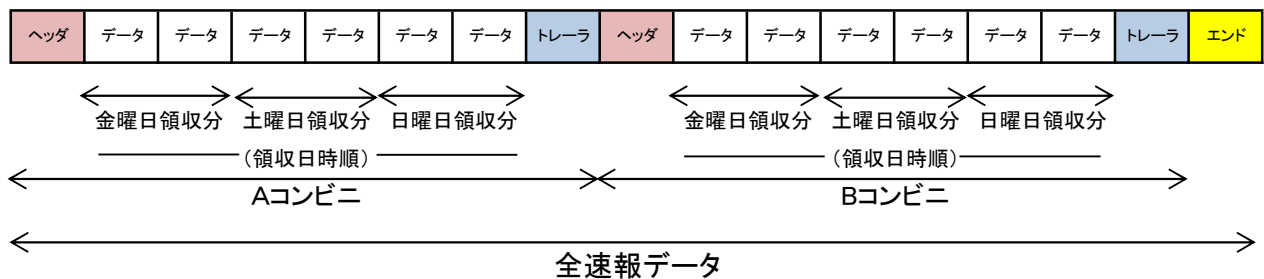 ヘッダ データ データ データ データ データ データ トレーラ ヘッダ データ データ データ データ データ データ トレーラ エンド
金曜日領収分 土曜日領収分 日曜日領収分 金曜日領収分 土曜日領収分 日曜日領収分
(領収日時順) (領収日時順)
Aコンビニ Bコンビニ
全速報データ